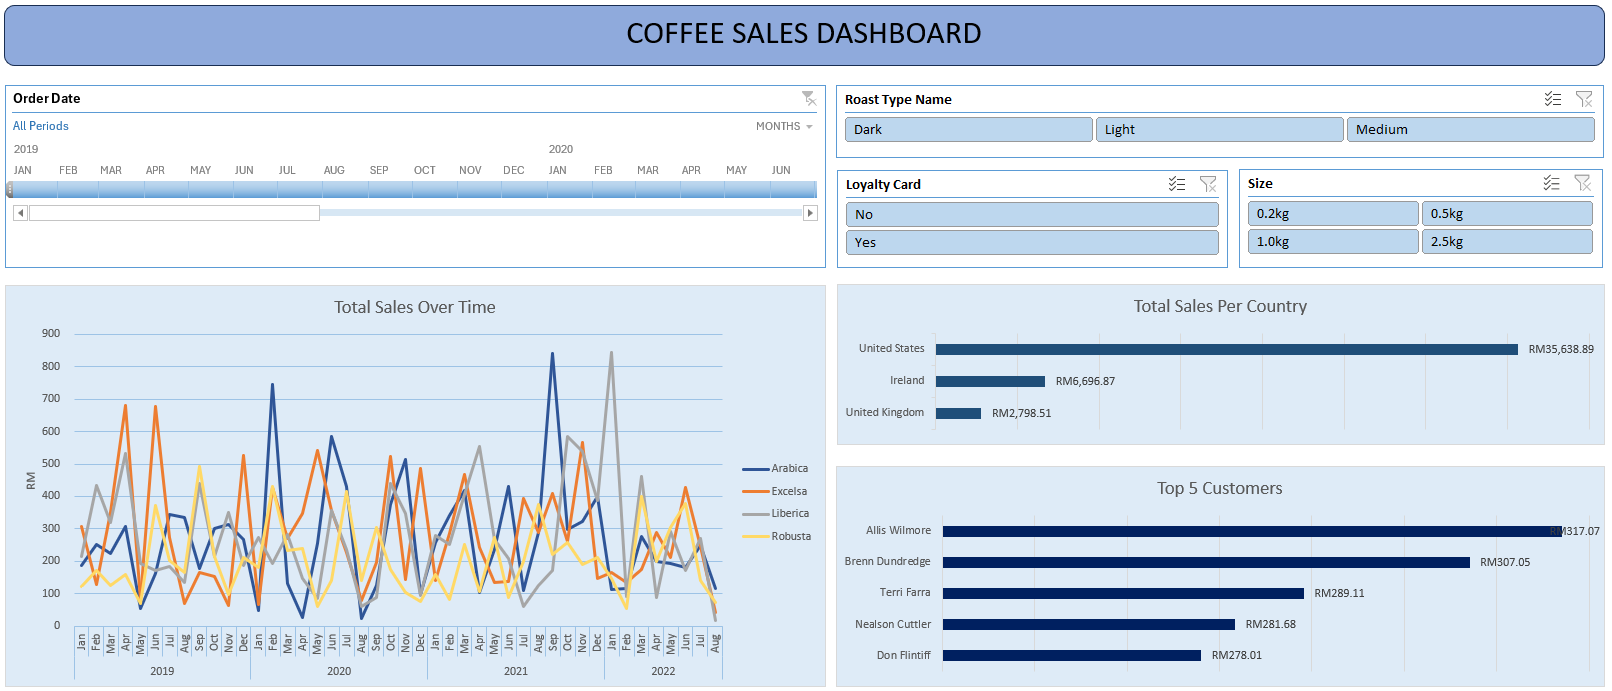 COFFEE SALES DASHBOARD
Order Date
All Periods
MONTHS
2019 2020
JAN FEB MAR APR MAY JUN JUL AUG SEP OCT NOV DEC JAN FEB MAR APR MAY JUN
Roast Type Name
Dark Light Medium
Loyalty Card
No
Yes
Size
0.2kg 0.5kg
1.0kg 2.5kg
Total Sales Over Time
900
800
700
600
500
400
300
200
100
0
RM
Jan Feb Mar Apr May Jun Jul Aug Sep Oct Nov Dec Jan Feb Mar Apr May Jun Jul Aug Sep Oct Nov Dec Jan Feb Mar Apr May Jun Jul Aug Sep Oct Nov Dec Jan Feb Mar Apr May Jun Jul Aug
2019 2020 2021 2022
Arabica
Excelsa
Liberica
Robusta
Total Sales Per Country
United States RM35,638.89
Ireland RM6,696.87
United Kingdom RM2,798.51
Top 5 Customers
Allis Wilmore RM317.07
Brenn Dundredge RM307.05
Terri Farra RM289.11
Nealson Cuttler RM281.68
Don Flintiff RM278.01